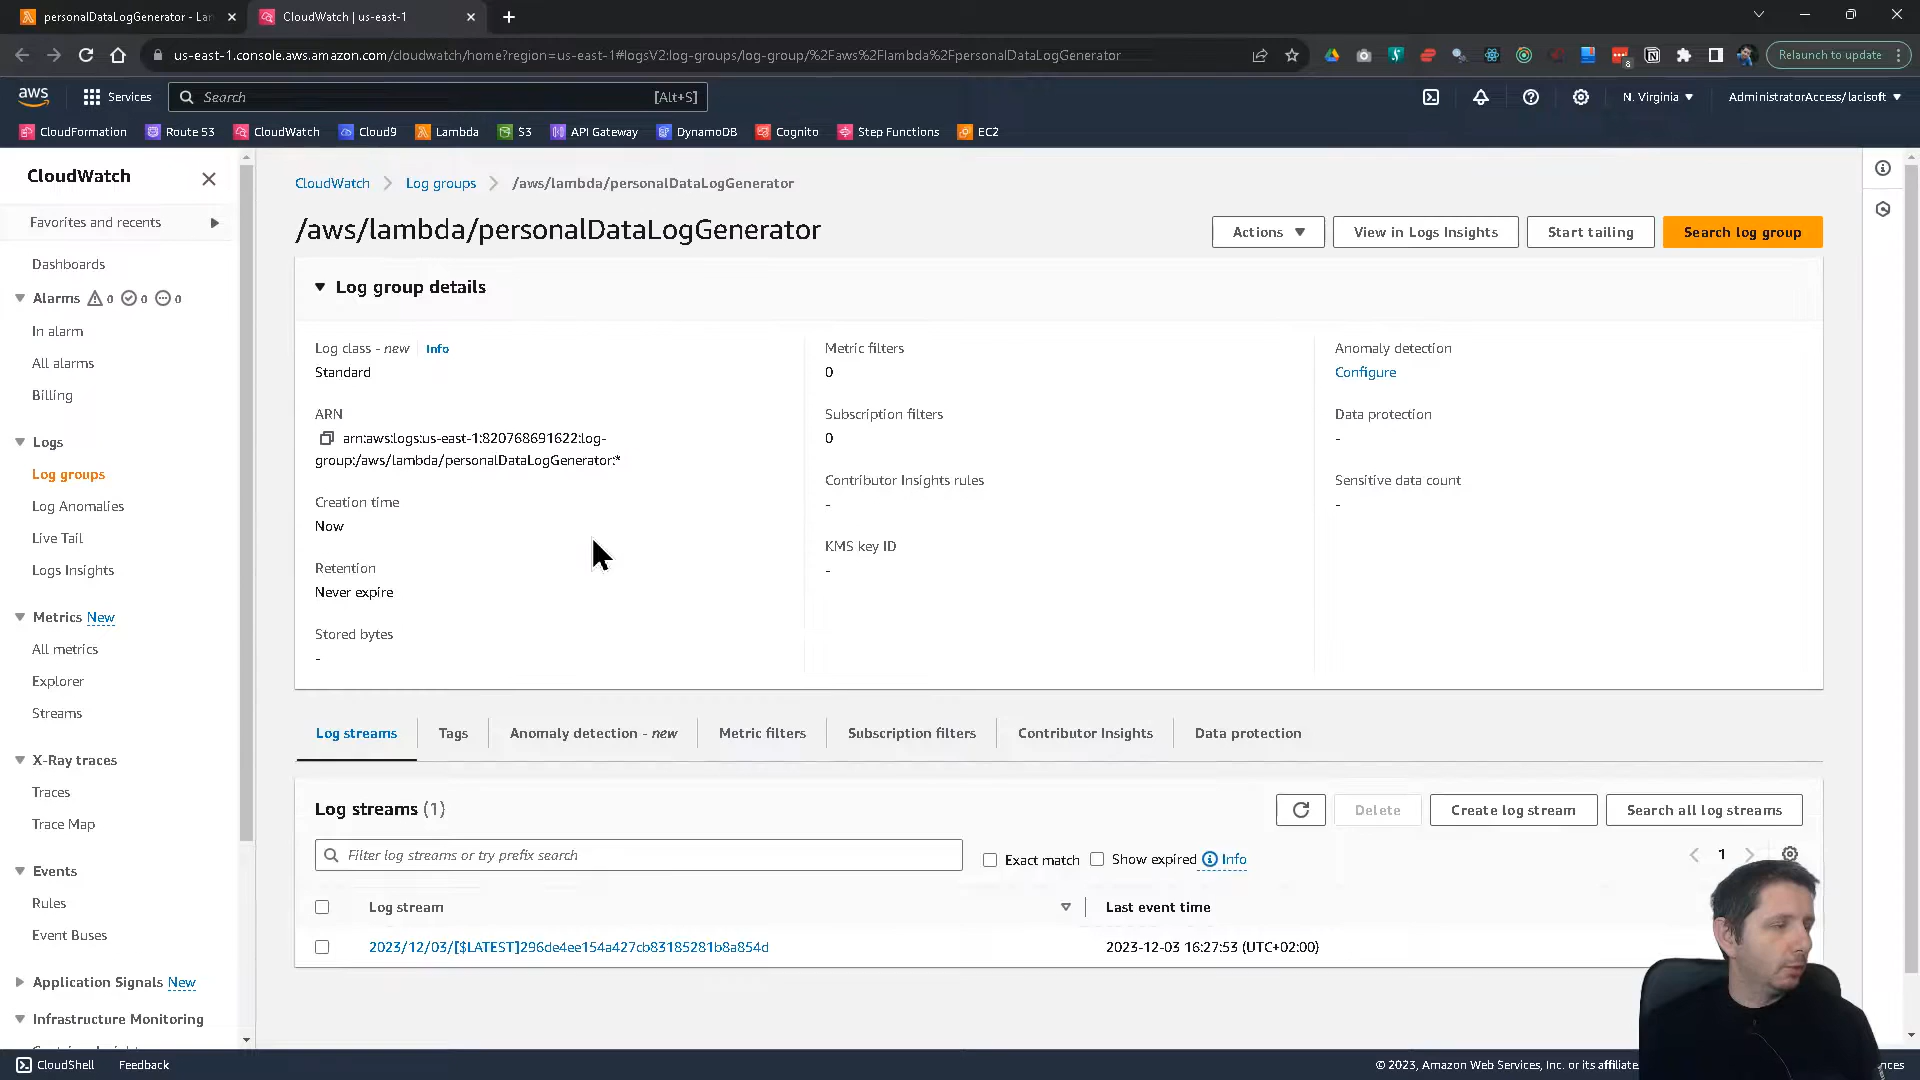 personalDataLogGenerator - La
CloudWatch | us-east-1
us-east-1.console.aws.amazon.com/cloudwatch/home?region=us-east-1#logsV2:log-groups/log-group/%2Faws%2Flambda%2FpersonalDataLogGenerator
8
Relaunch to update
aws
Services
Search
[Alt+S]
N. Virginia
AdministratorAccess/lacisoft
CloudFormation
Route 53
CloudWatch
Cloud9
Lambda
S3
API Gateway
DynamoDB
Cognito
Step Functions
EC2
CloudWatch
Favorites and recents
Dashboards
Alarms 0 0 0
In alarm
All alarms
Billing
Logs
Log groups
Log Anomalies
Live Tail
Logs Insights
Metrics New
All metrics
Explorer
Streams
X-Ray traces
Traces
Trace Map
Events
Rules
Event Buses
Application Signals New
Infrastructure Monitoring
CloudWatch
Log groups
/aws/lambda/personalDataLogGenerator
/aws/lambda/personalDataLogGenerator
Actions
View in Logs Insights
Start tailing
Search log group
Log group details
Log class - new
Info
Standard
ARN
arn:aws:logs:us-east-1:820768691622:log-
group:/aws/lambda/personalDataLogGenerator:*
Creation time
Now
Retention
Never expire
Stored bytes
-
Metric filters
0
Subscription filters
0
Contributor Insights rules
-
KMS key ID
-
Anomaly detection
Configure
Data protection
-
Sensitive data count
-
Log streams
Tags
Anomaly detection - new
Metric filters
Subscription filters
Contributor Insights
Data protection
Log streams (1)
Delete
Create log stream
Search all log streams
Filter log streams or try prefix search
Exact match
Show expired
Info
1
Log stream
Last event time
2023/12/03/[$LATEST]296de4ee154a427cb83185281b8a854d
2023-12-03 16:27:53 (UTC+02:00)
CloudShell
Feedback
© 2023, Amazon Web Services, Inc. or its affiliate